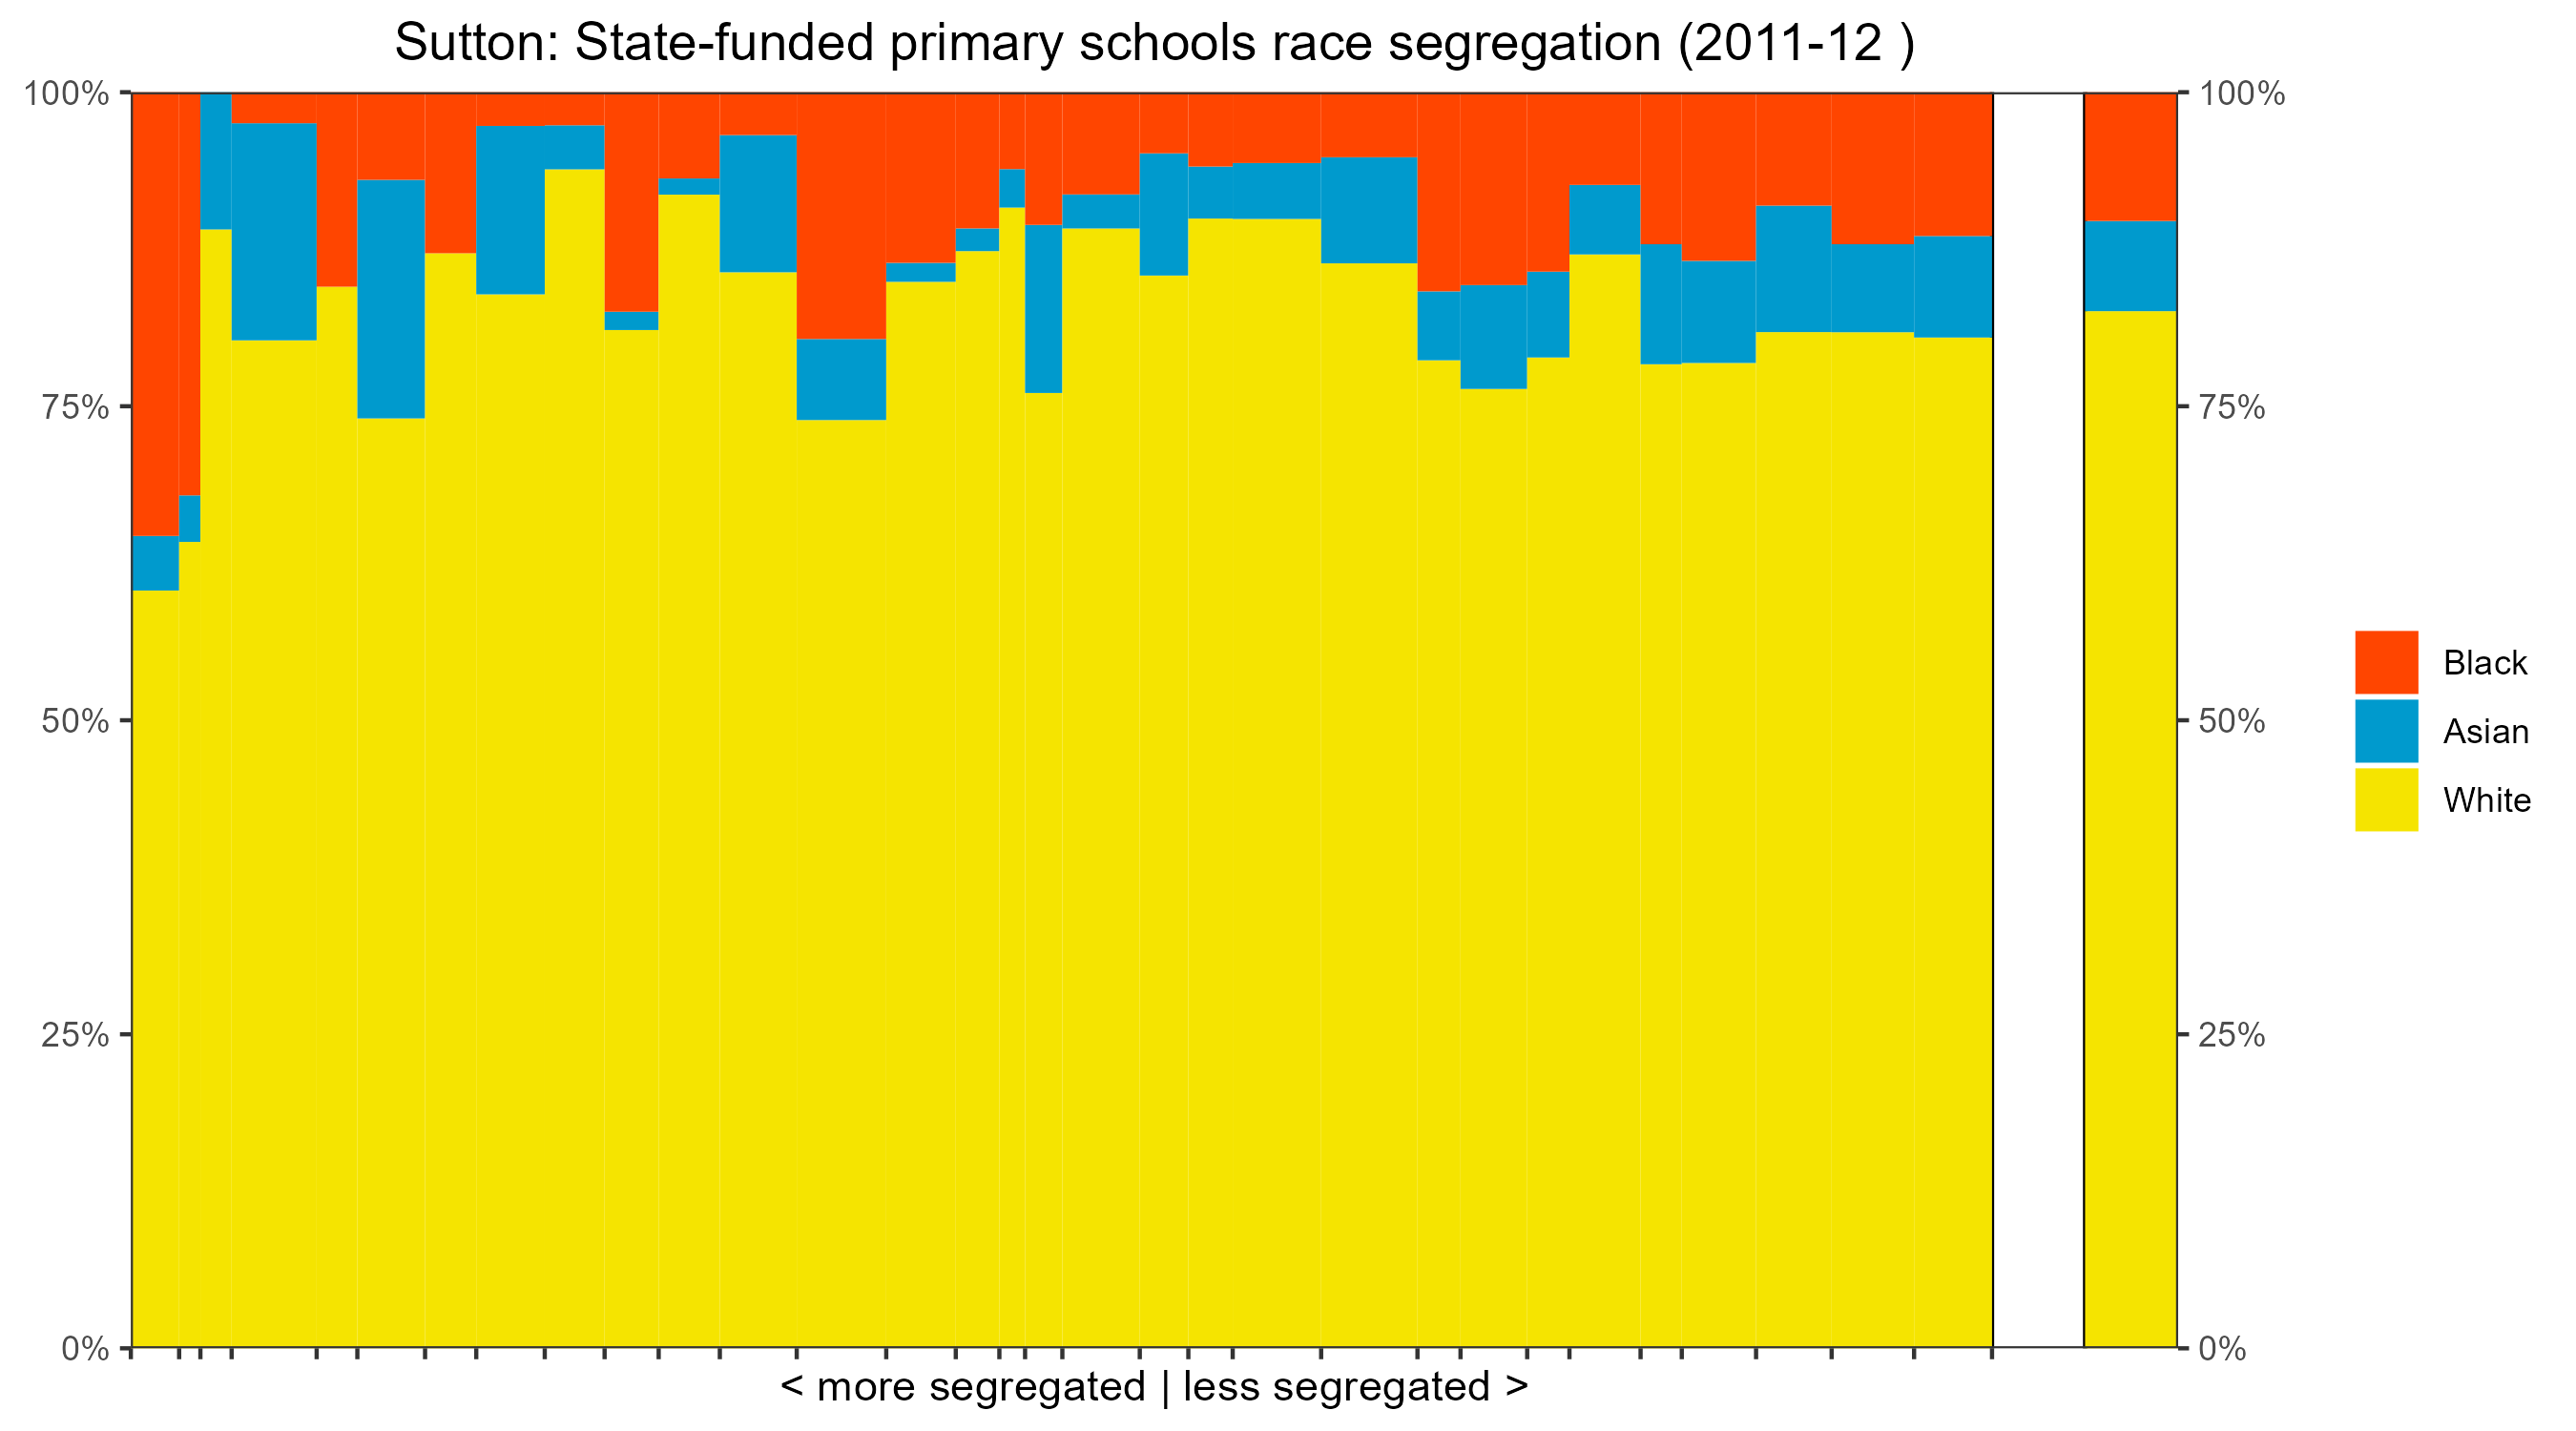 Sutton: State-funded primary schools race segregation (2011-12 )
100%
75%
50%
25%
0%
100%
75%
50%
25%
0%
< more segregated | less segregated >
Black
Asian
White